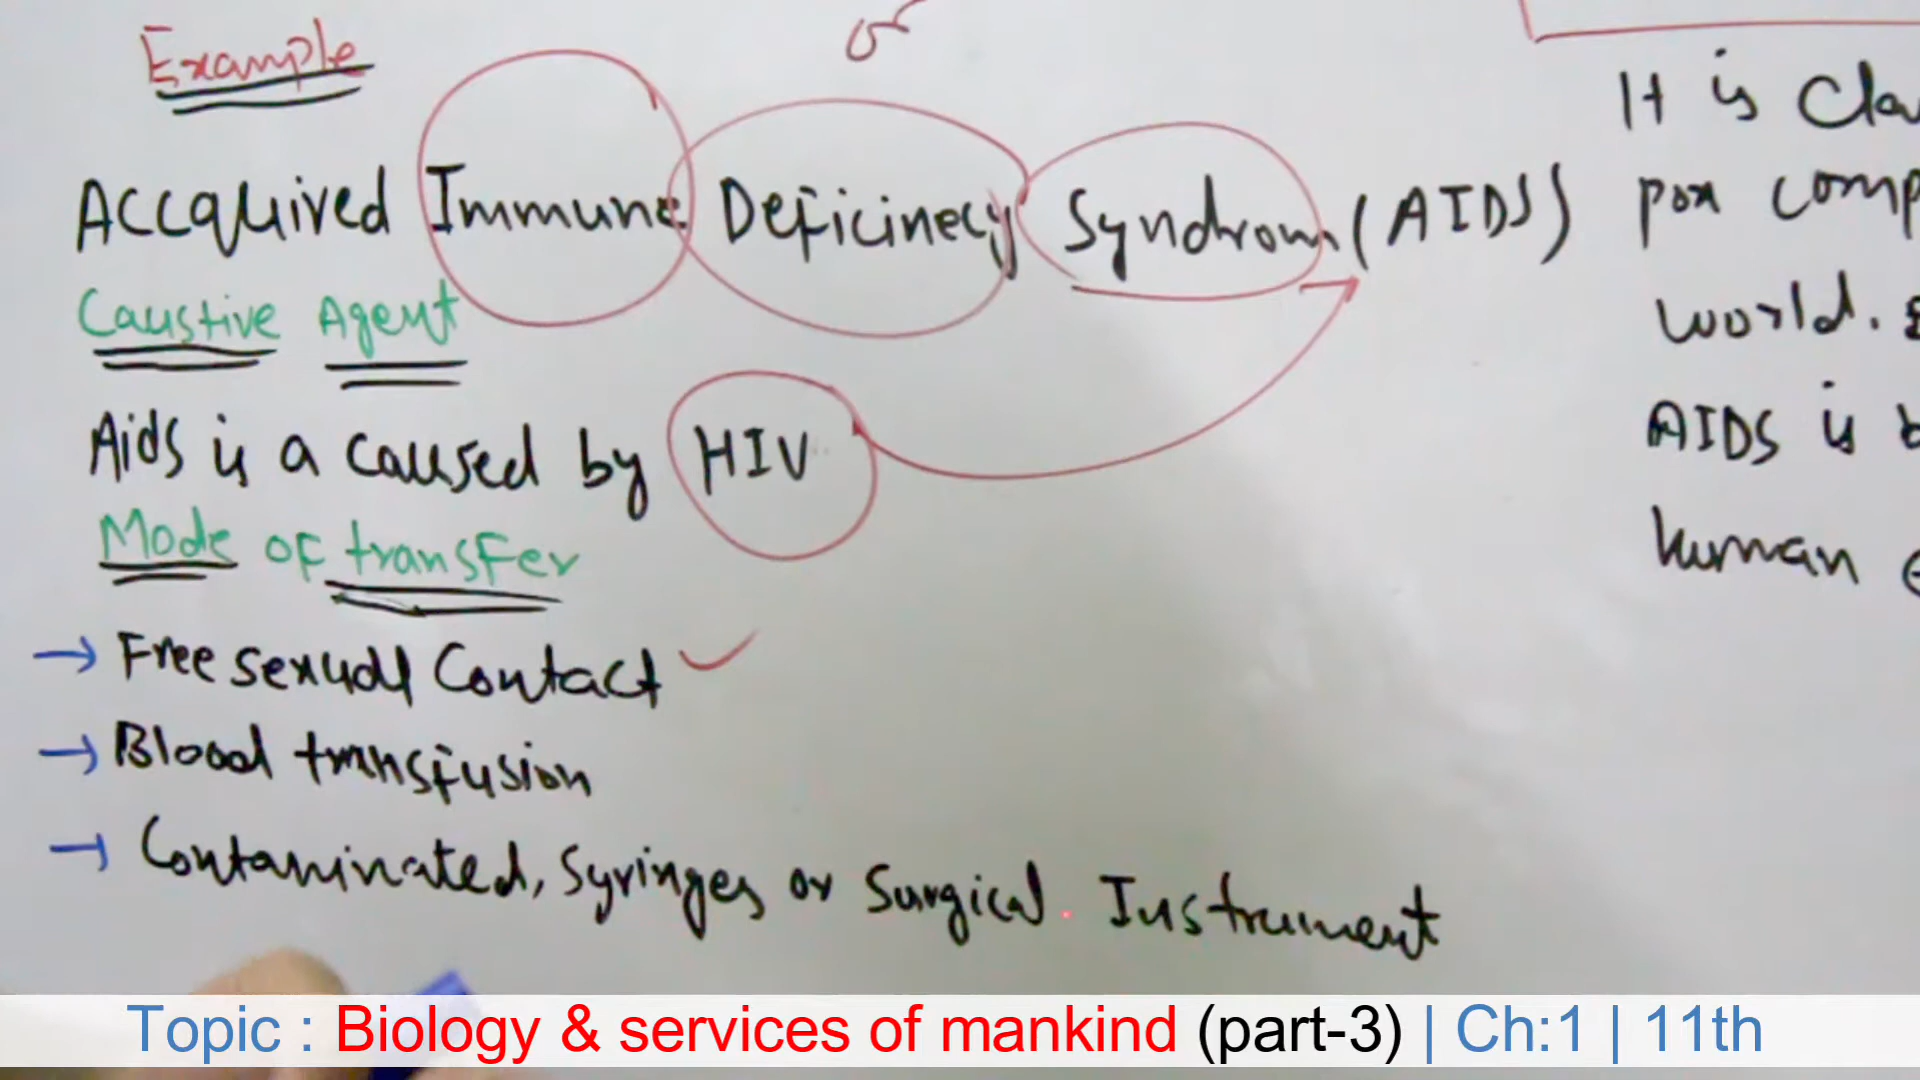 Example
Accquired Immune Deficinecy Syndrom (AIDS)
Caustive Agent
Aids is a caused by HIV
Mode of transfer
→ Free sexual Contact ✓
→ Blood transfusion
→ Contaminated, Syringes or Surgical Instrument
It is
pox comp
world.
AIDS is b
human
Topic : Biology & services of mankind (part-3) | Ch:1 | 11th